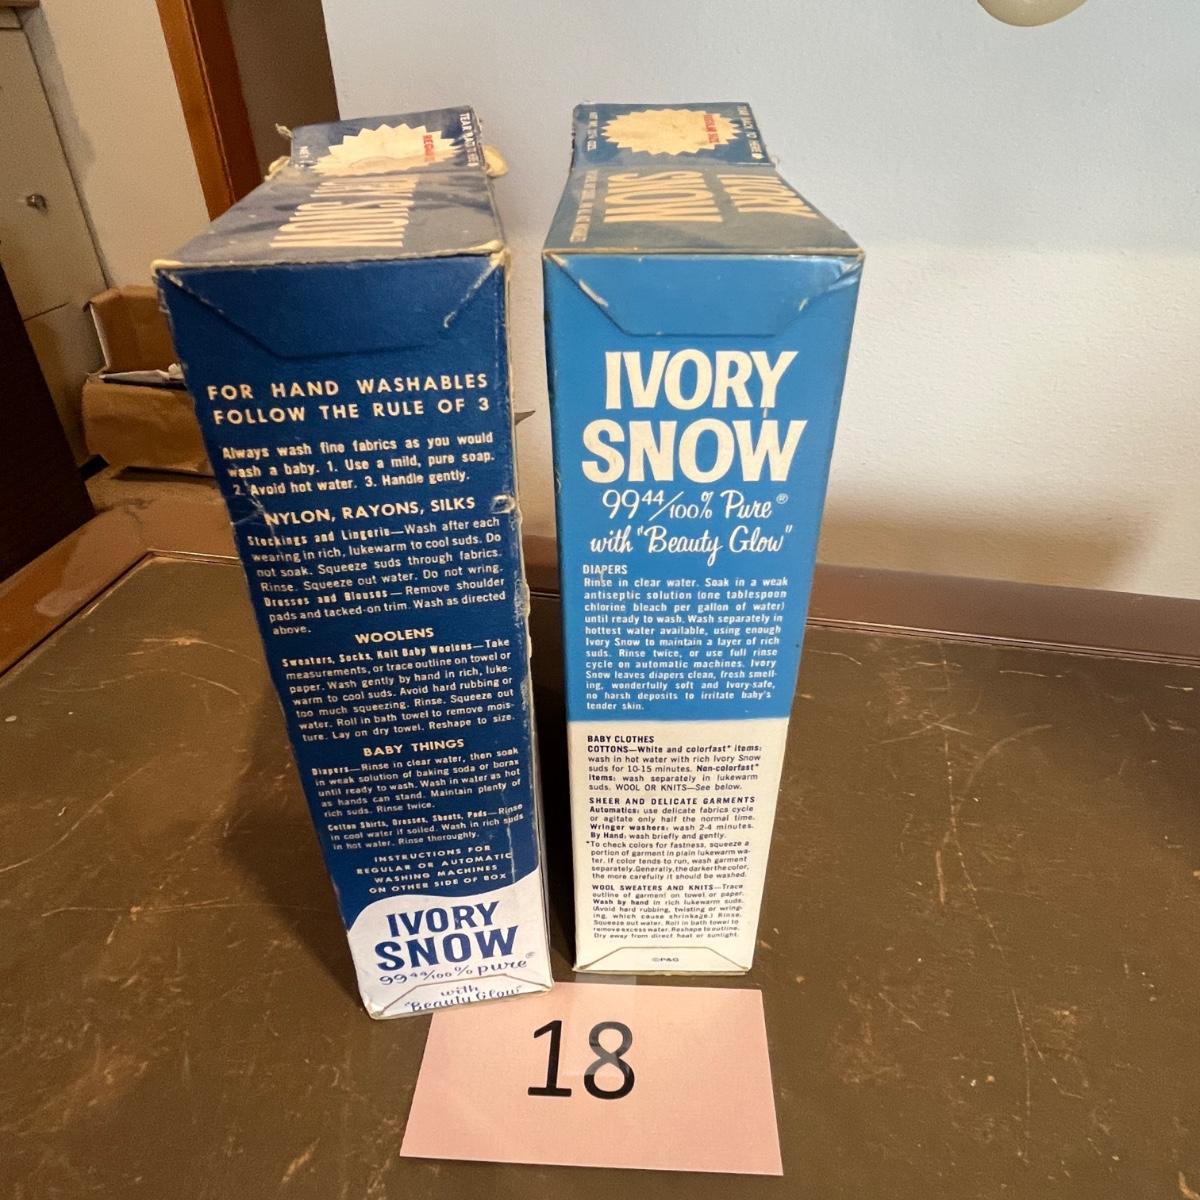 REGULAR SIZE
IVORY SNOW
FOR HAND WASHABLES
FOLLOW THE RULE OF 3
Always wash fine fabrics as you would
wash a baby. 1. Use a mild, pure soap.
2. Avoid hot water. 3. Handle gently.
NYLON, RAYONS, SILKS
Stockings and Lingerie—Wash after each
wearing in rich, lukewarm to cool suds. Do
not soak. Squeeze suds through fabrics.
Rinse. Squeeze out water. Do not wring.
Dresses and Blouses—Remove shoulder
pads and tacked-on trim. Wash as directed
above.
WOOLENS
Sweaters, Socks, Knit Baby Woolens—Take
measurements, or trace outline on towel or
paper. Wash gently by hand in rich, luke-
warm to cool suds. Avoid hard rubbing or
too much squeezing. Rinse. Squeeze out
water. Roll in bath towel to remove mois-
ture. Lay on dry towel. Reshape to size.
BABY THINGS
Diapers—Rinse in clear water, then soak
in weak solution of baking soda or borax
until ready to wash. Wash in water as hot
as hands can stand. Maintain plenty of
rich suds. Rinse twice.
Cotton Shirts, Dresses, Sheets, Pads—Rinse
in cool water if soiled. Wash in rich suds
in hot water. Rinse thoroughly.
INSTRUCTIONS FOR
REGULAR OR AUTOMATIC
WASHING MACHINES
ON OTHER SIDE OF BOX
IVORY
SNOW
99 44/100% pure®
with
"Beauty Glow"
REGULAR SIZE
IVORY
SNOW
IVORY
SNOW
99 44/100% Pure®
with "Beauty Glow"
DIAPERS
Rinse in clear water. Soak in a weak
antiseptic solution (one tablespoon
chlorine bleach per gallon of water)
until ready to wash. Wash separately in
hottest water available, using enough
Ivory Snow to maintain a layer of rich
suds. Rinse twice, or use full rinse
cycle on automatic machines. Ivory
Snow leaves diapers clean, fresh smell-
ing, wonderfully soft and Ivory-safe,
no harsh deposits to irritate baby's
tender skin.
BABY CLOTHES
COTTONS—White and colorfast* items:
wash in hot water with rich Ivory Snow
suds for 10-15 minutes. Non-colorfast*
items: wash separately in lukewarm
suds. WOOL OR KNITS—See below.
SHEER AND DELICATE GARMENTS
Automatics: use delicate fabrics cycle
or agitate only half the normal time.
Wringer washers: wash 2-4 minutes.
By Hand: wash briefly and gently.
*To check colors for fastness, squeeze a
portion of garment in plain lukewarm wa-
ter. If color tends to run, wash garment
separately. Generally, the darker the color,
the more carefully it should be washed.
WOOL SWEATERS AND KNITS—Trace
outline of garment on towel or paper.
Wash by hand in rich lukewarm suds.
(Avoid hard rubbing, twisting or wring-
ing, which cause shrinkage.) Rinse.
Squeeze out water. Roll in bath towel to
remove excess water. Reshape to outline.
Dry away from direct heat or sunlight.
©P&G
18